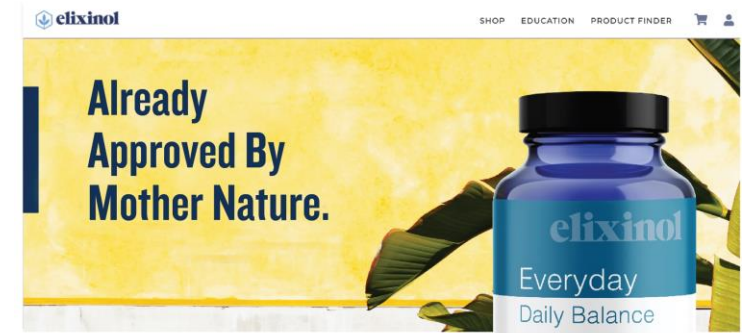 elixinol
SHOP EDUCATION PRODUCT FINDER
Already
Approved By
Mother Nature.
elixinol
Everyday
Daily Balance